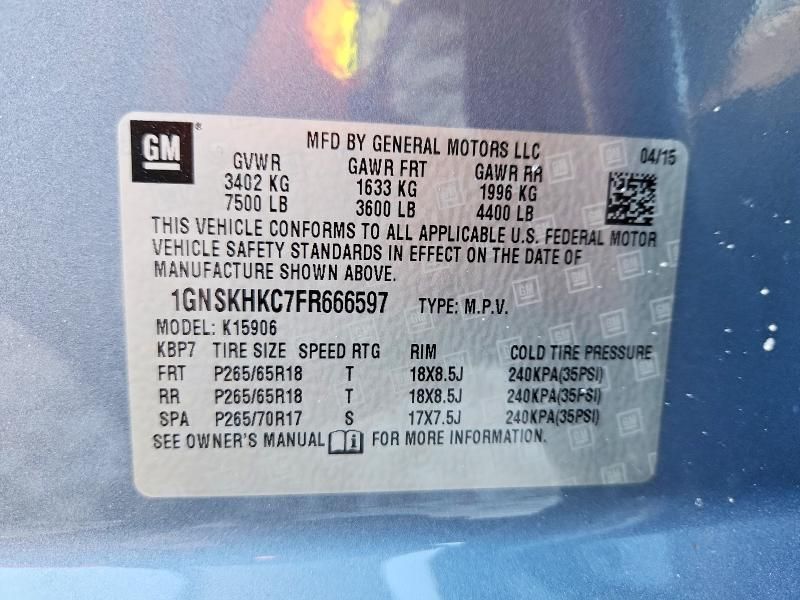 GM
MFD BY GENERAL MOTORS LLC 04/15
GVWR GAWR FRT GAWR RR
3402 KG 1633 KG 1996 KG
7500 LB 3600 LB 4400 LB
THIS VEHICLE CONFORMS TO ALL APPLICABLE U.S. FEDERAL MOTOR
VEHICLE SAFETY STANDARDS IN EFFECT ON THE DATE OF
MANUFACTURE SHOWN ABOVE.
1GNSKHKC7FR666597 TYPE: M.P.V.
MODEL: K15906
KBP7 TIRE SIZE SPEED RTG RIM COLD TIRE PRESSURE
FRT P265/65R18 T 18X8.5J 240KPA(35PSI)
RR P265/65R18 T 18X8.5J 240KPA(35PSI)
SPA P265/70R17 S 17X7.5J 240KPA(35PSI)
SEE OWNER'S MANUAL i FOR MORE INFORMATION.